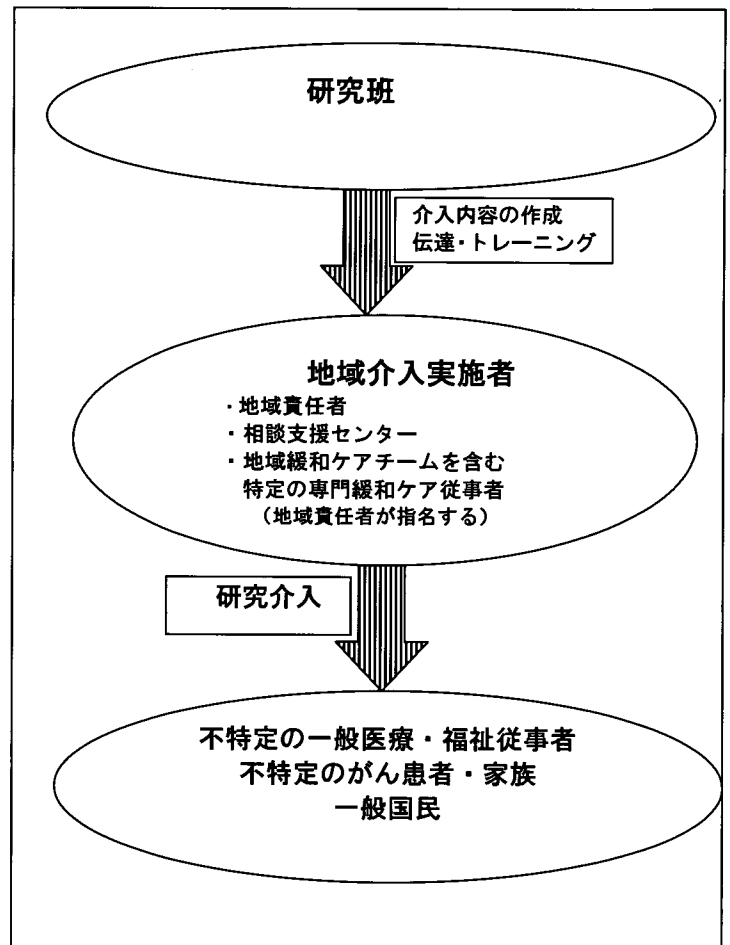 研究班
介入内容の作成
伝達・トレーニング
地域介入実施者
・地域責任者
・相談支援センター
・地域緩和ケアチームを含む
特定の専門緩和ケア従事者
（地域責任者が指名する）
研究介入
不特定の一般医療・福祉従事者
不特定のがん患者・家族
一般国民